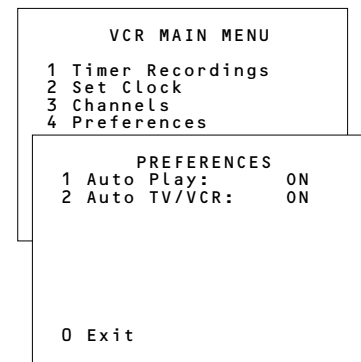 VCR MAIN MENU
1 Timer Recordings
2 Set Clock
3 Channels
4 Preferences
PREFERENCES
1 Auto Play: ON
2 Auto TV/VCR: ON
0 Exit